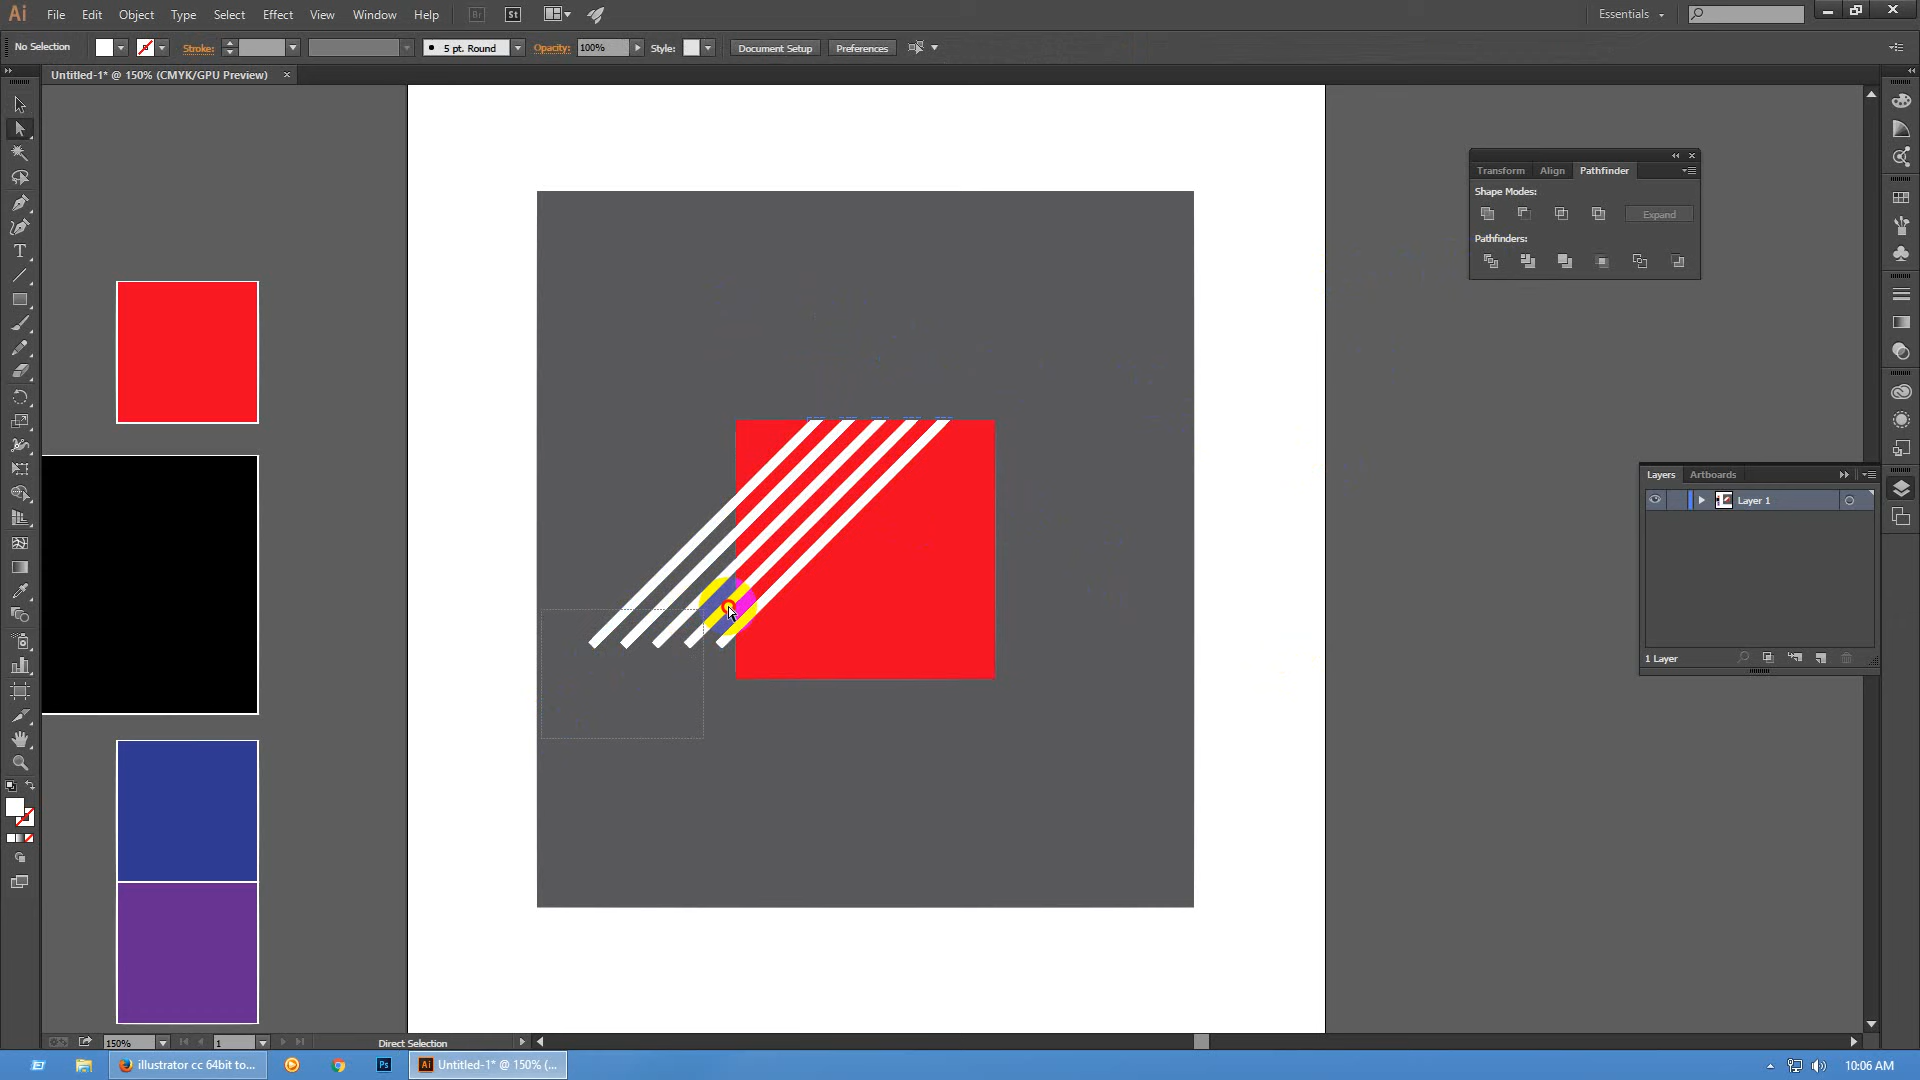 Ai File Edit Object Type Select Effect View Window Help Br St Essentials
No Selection Stroke: 5 pt. Round Opacity: 100% Style: Document Setup Preferences
Untitled-1* @ 150% (CMYK/GPU Preview)
Transform Align Pathfinder
Shape Modes:
Expand
Pathfinders:
Layers Artboards
Layer 1
1 Layer
150% 1 Direct Selection
illustrator cc 64bit to... Ps Ai Untitled-1* @ 150% (... 10:06 AM